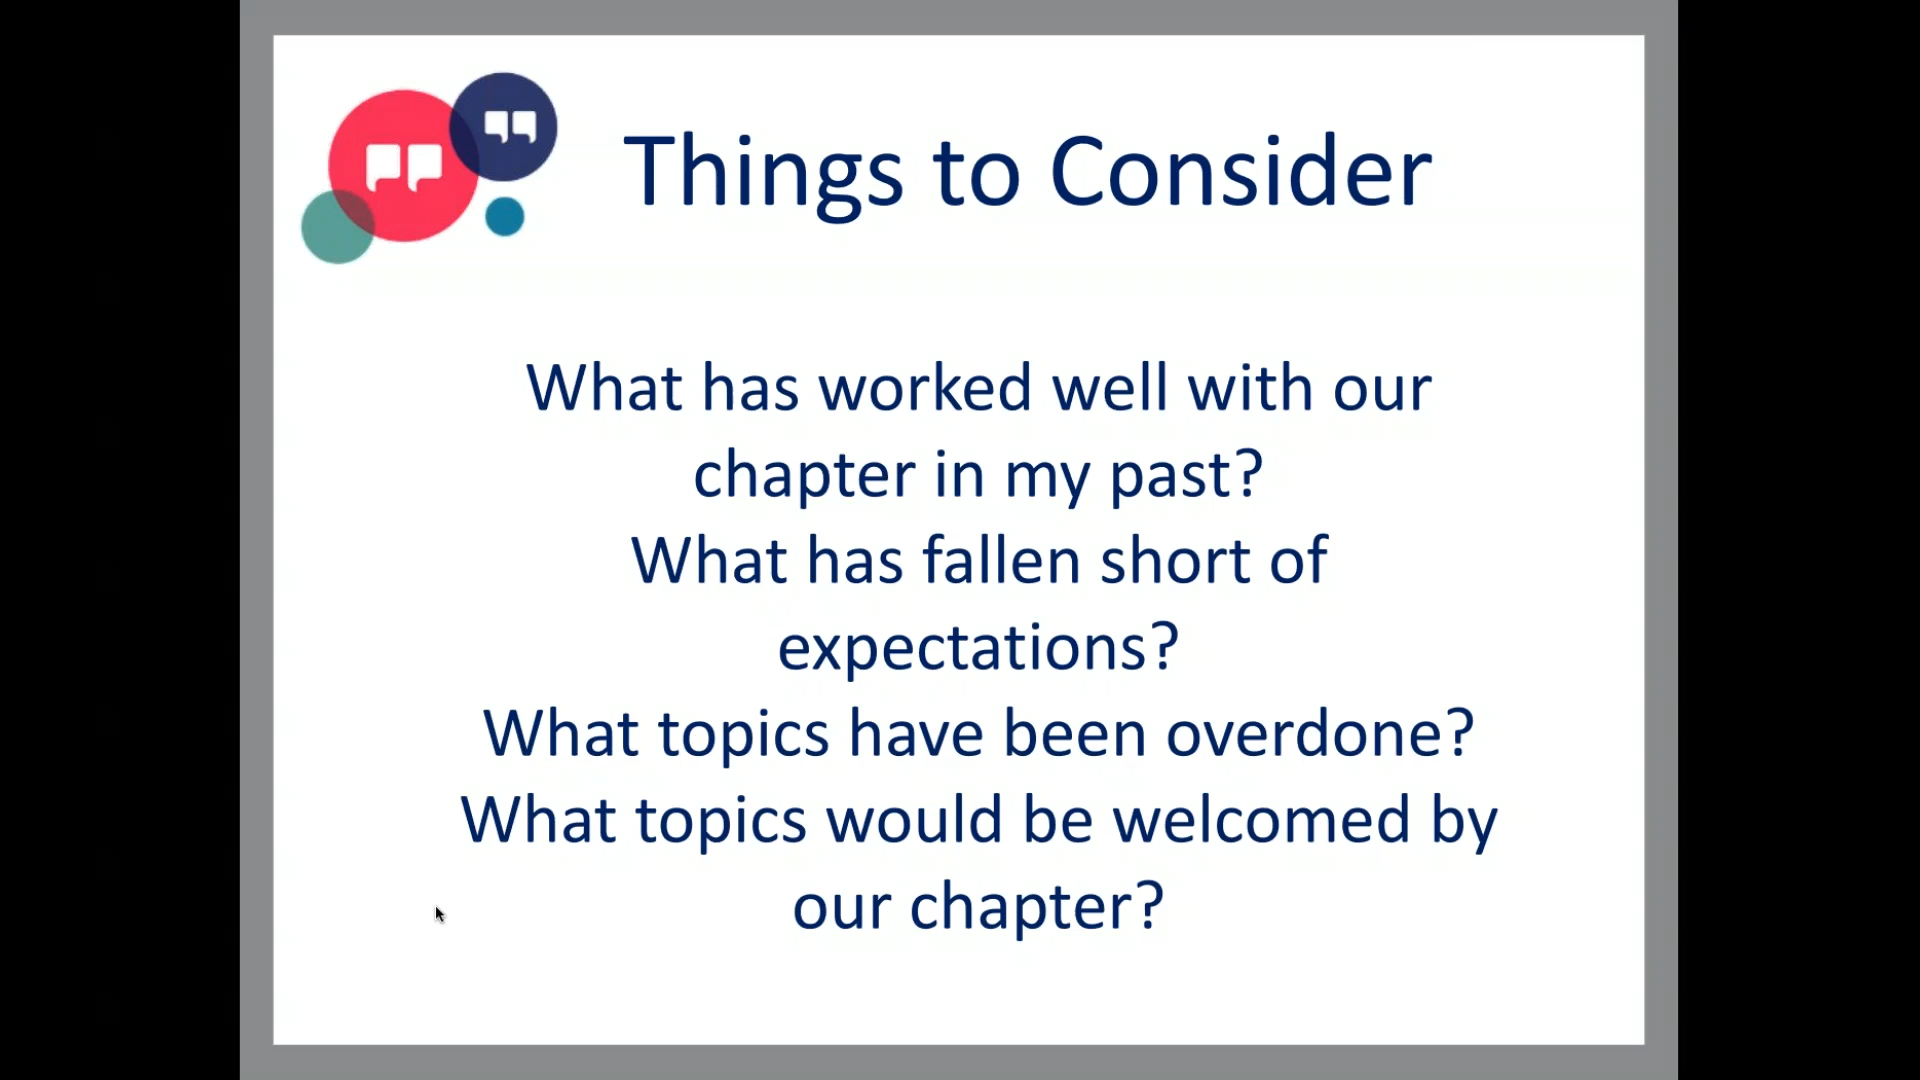 Things to Consider
What has worked well with our
chapter in my past?
What has fallen short of
expectations?
What topics have been overdone?
What topics would be welcomed by
our chapter?